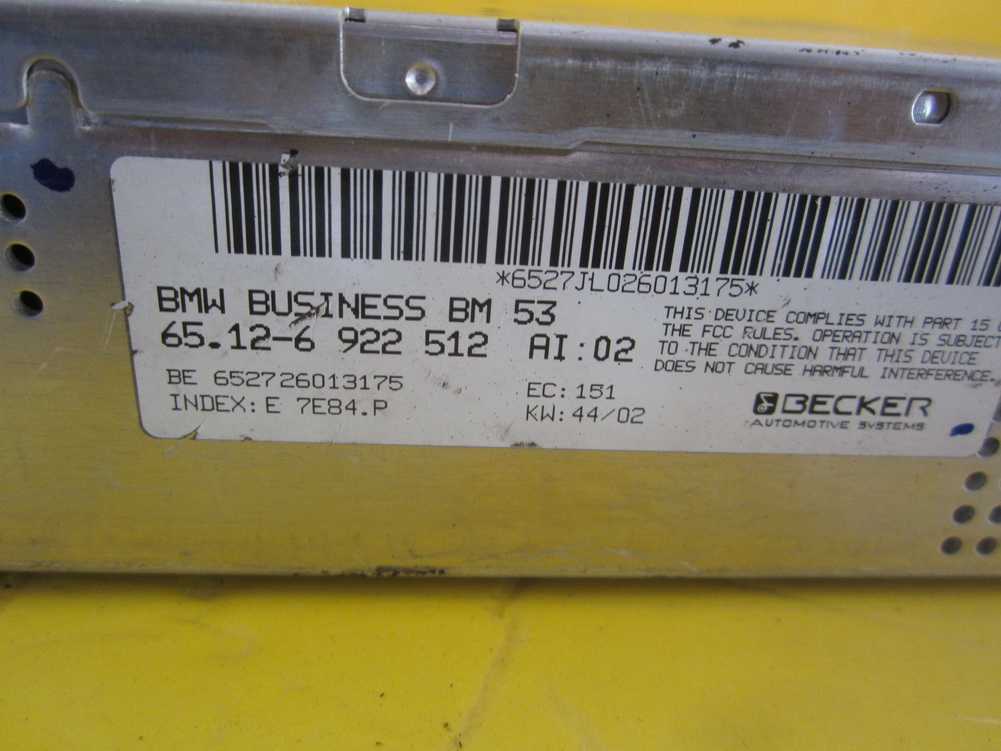 *6527JL026013175*
BMW BUSINESS BM 53
65.12-6 922 512 AI:02
BE 652726013175
INDEX: E 7E84.P
EC: 151
KW: 44/02
THIS DEVICE COMPLIES WITH PART 15
THE FCC RULES. OPERATION IS SUBJECT
TO THE CONDITION THAT THIS DEVICE
DOES NOT CAUSE HARMFUL INTERFERENCE.
BECKER
AUTOMOTIVE SYSTEMS